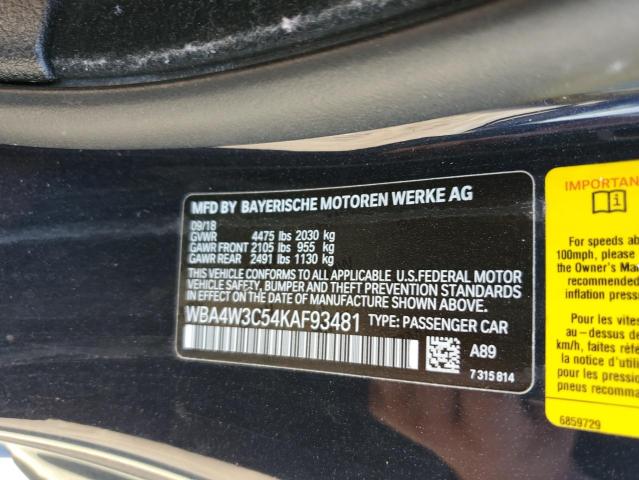 MFD BY BAYERISCHE MOTOREN WERKE AG
09/18
GVWR 4475 lbs 2030 kg
GAWR FRONT 2105 lbs 955 kg
GAWR REAR 2491 lbs 1130 kg
THIS VEHICLE CONFORMS TO ALL APPLICABLE U.S.FEDERAL MOTOR
VEHICLE SAFETY, BUMPER AND THEFT PREVENTION STANDARDS
IN EFFECT ON THE DATE OF MANUFACTURE SHOWN ABOVE.
WBA4W3C54KAF93481 TYPE: PASSENGER CAR
A89
7 315 814
IMPORTAN
For speeds ab
100mph, please
the Owner's Man
recommended
inflation pressu
Pour les vites
au-dessus de
km/h, faites réfé
la notice d'utili
pour les pressio
pneus recomma
6859729